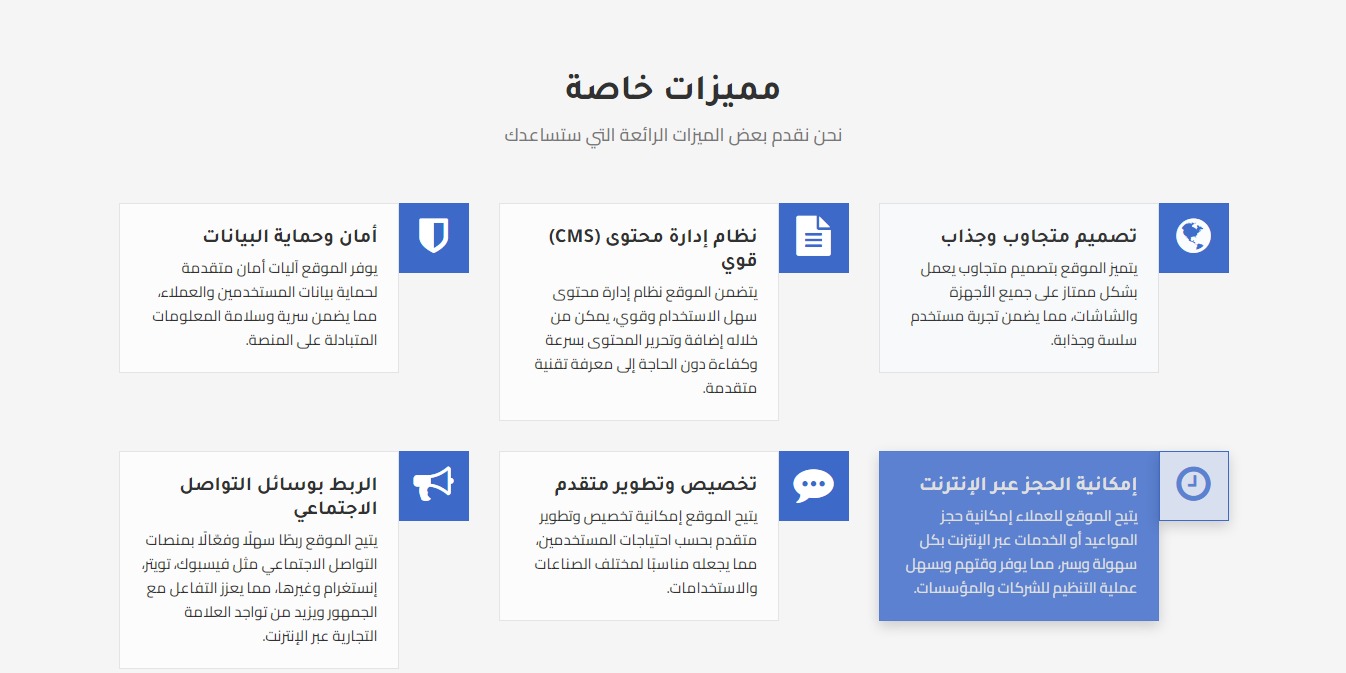 مميزات خاصة
نحن نقدم بعض الميزات الرائعة التي ستساعدك
تصميم متجاوب وجذاب
يتميز الموقع بتصميم متجاوب يعمل
بشكل ممتاز على جميع الأجهزة
والشاشات، مما يضمن تجربة مستخدم
سلسة وجذابة.
نظام إدارة محتوى (CMS)
قوي
يتضمن الموقع نظام إدارة محتوى
سهل الاستخدام وقوي، يمكن من
خلاله إضافة وتحرير المحتوى بسرعة
وكفاءة دون الحاجة إلى معرفة تقنية
متقدمة.
أمان وحماية البيانات
يوفر الموقع آليات أمان متقدمة
لحماية بيانات المستخدمين والعملاء،
مما يضمن سرية وسلامة المعلومات
المتبادلة على المنصة.
إمكانية الحجز عبر الإنترنت
يتيح الموقع للعملاء إمكانية حجز
المواعيد أو الخدمات عبر الإنترنت بكل
سهولة ويسر، مما يوفر وقتهم ويسهل
عملية التنظيم للشركات والمؤسسات.
تخصيص وتطوير متقدم
يتيح الموقع إمكانية تخصيص وتطوير
متقدم بحسب احتياجات المستخدمين،
مما يجعله مناسبًا لمختلف الصناعات
والاستخدامات.
الربط بوسائل التواصل
الاجتماعي
يتيح الموقع ربطًا سهلًا وفعّالًا بمنصات
التواصل الاجتماعي مثل فيسبوك، تويتر،
إنستغرام وغيرها، مما يعزز التفاعل مع
الجمهور ويزيد من تواجد العلامة
التجارية عبر الإنترنت.